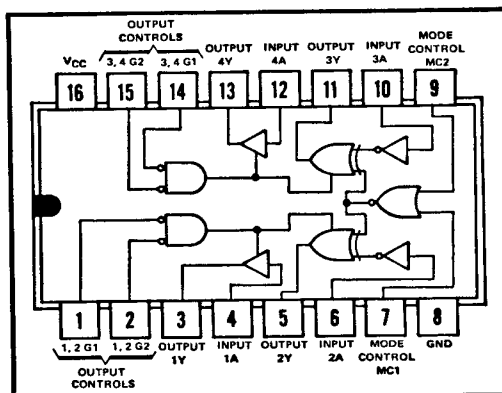 OUTPUT CONTROLS
V_CC 3, 4 G2 3, 4 G1 OUTPUT 4Y INPUT 4A OUTPUT 3Y INPUT 3A MODE CONTROL MC2
16 15 14 13 12 11 10 9
1 2 3 4 5 6 7 8
1, 2 G1 1, 2 G2 OUTPUT 1Y INPUT 1A OUTPUT 2Y INPUT 2A MODE CONTROL MC1 GND
OUTPUT CONTROLS